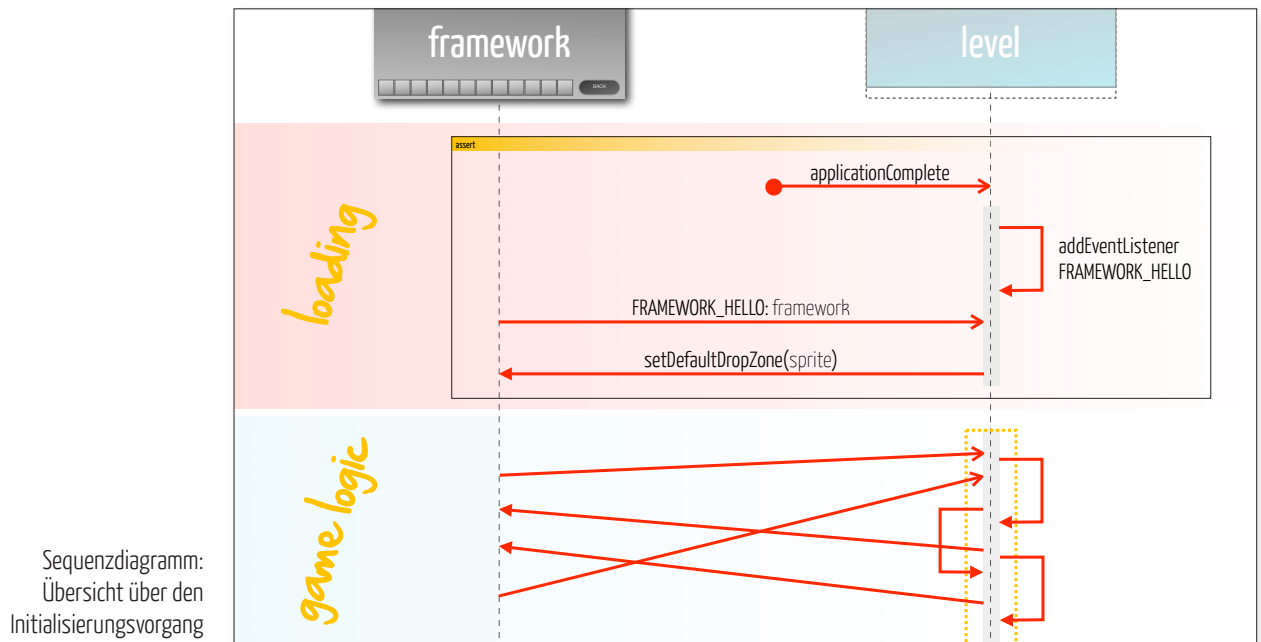 framework
level
BACK
assert
applicationComplete
addEventListener
FRAMEWORK_HELLO
FRAMEWORK_HELLO: framework
setDefaultDropZone(sprite)
loading
game logic
Sequenzdiagramm:
Übersicht über den
Initialisierungsvorgang